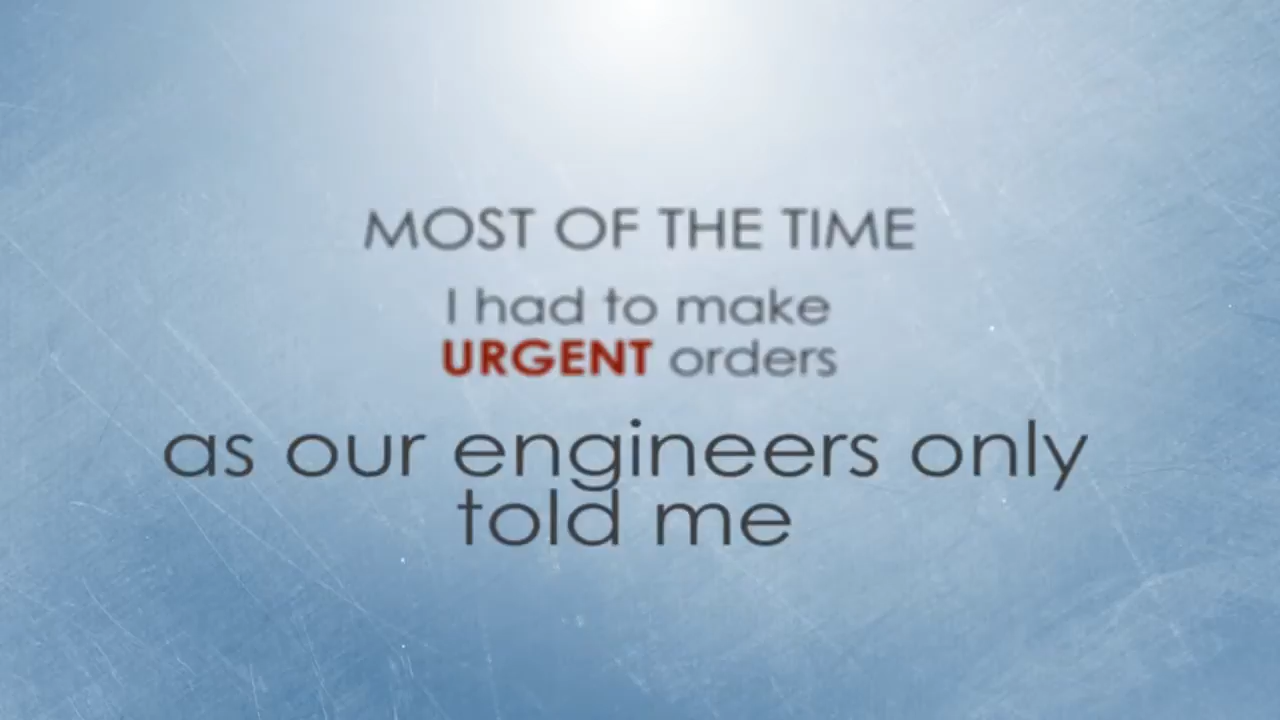 MOST OF THE TIME
I had to make
URGENT orders
as our engineers only
told me